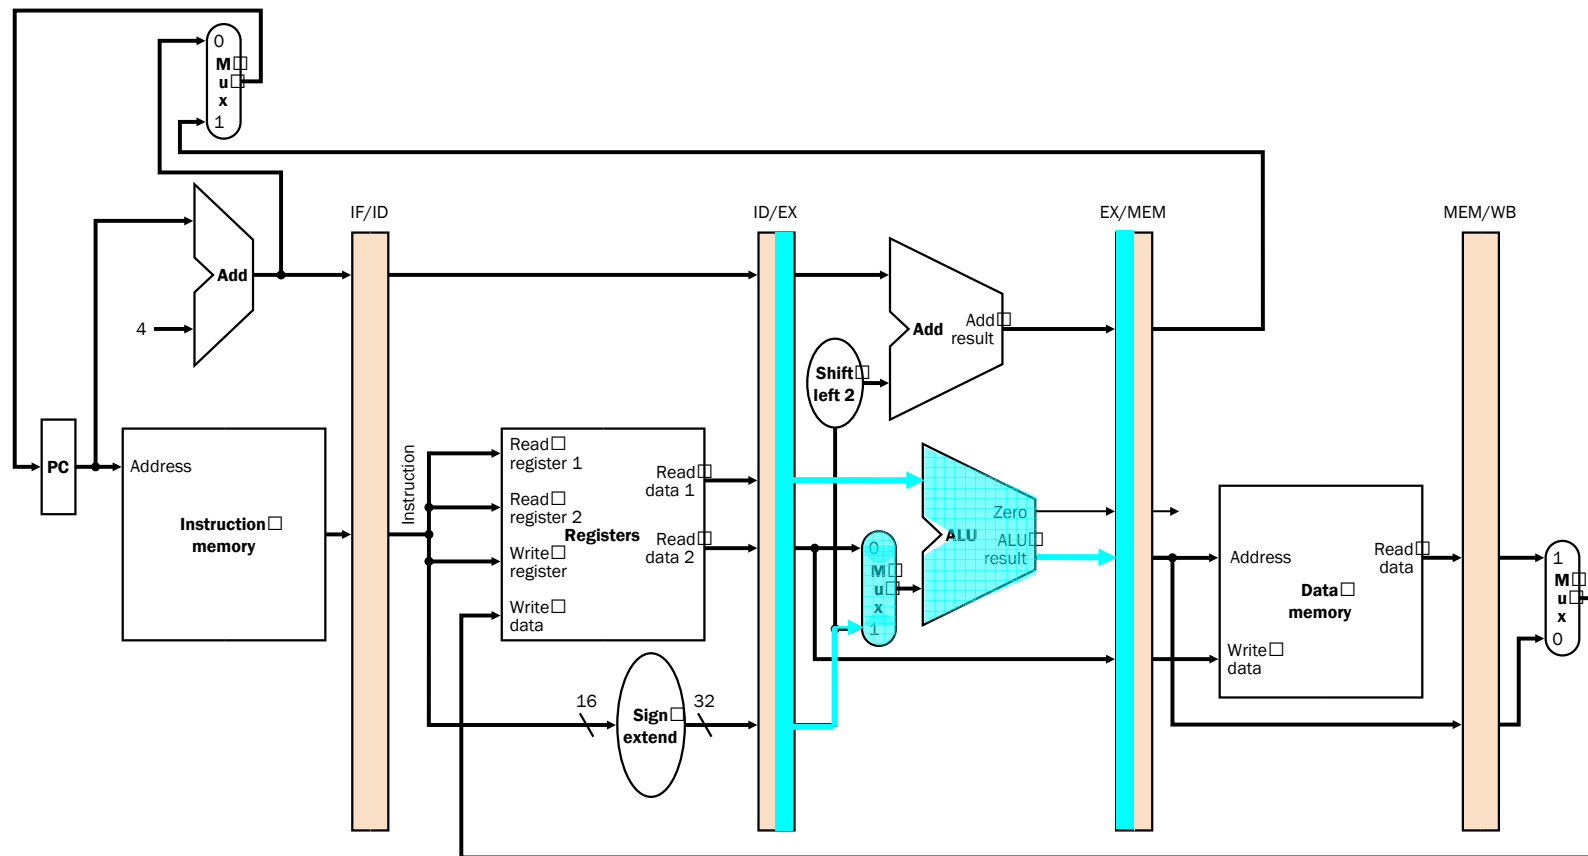 0
M
u
x
1
IF/ID
ID/EX
EX/MEM
MEM/WB
Add
4
Add
Add
result
Shift
left 2
PC
Address
Instruction
memory
Instruction
Read
register 1
Read
register 2
Write
register
Write
data
Registers
Read
data 1
Read
data 2
16
Sign
extend
32
0
M
u
x
1
Zero
ALU
ALU
result
Address
Read
data
Data
memory
Write
data
1
M
u
x
0